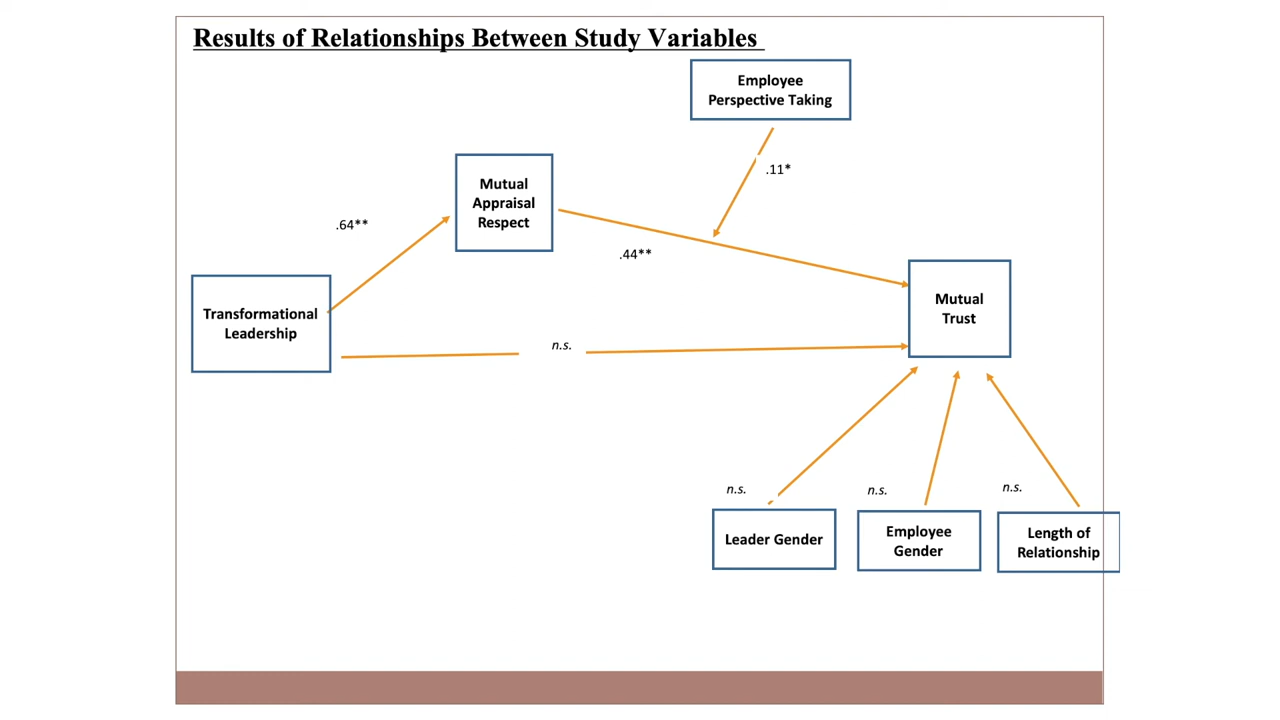 Results of Relationships Between Study Variables
Employee
Perspective Taking
.11*
Mutual
Appraisal
Respect
.64**
.44**
Transformational
Leadership
Mutual
Trust
n.s.
n.s.
n.s.
n.s.
Leader Gender
Employee
Gender
Length of
Relationship